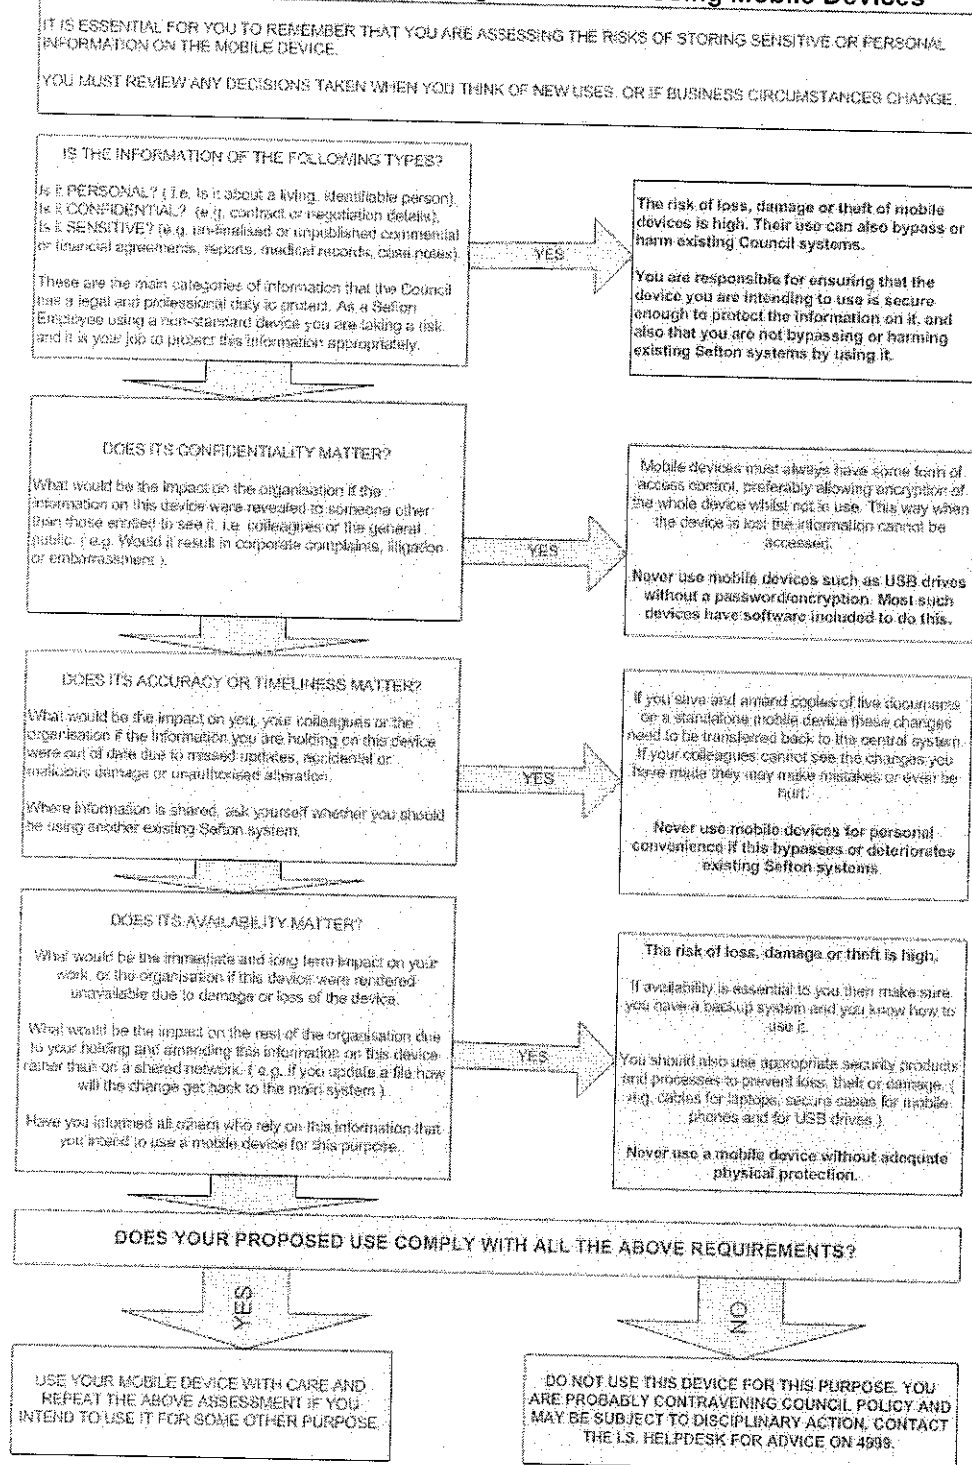 Using Mobile Devices
IT IS ESSENTIAL FOR YOU TO REMEMBER THAT YOU ARE ASSESSING THE RISKS OF STORING SENSITIVE OR PERSONAL
INFORMATION ON THE MOBILE DEVICE.
YOU MUST REVIEW ANY DECISIONS TAKEN WHEN YOU THINK OF NEW USES, OR IF BUSINESS CIRCUMSTANCES CHANGE.
IS THE INFORMATION OF THE FOLLOWING TYPES?
Is it PERSONAL? ( i.e. Is it about a living, identifiable person).
Is it CONFIDENTIAL? (e.g. contract or negotiation details).
Is it SENSITIVE? (e.g. un-finalised or unpublished commercial
or financial agreements, reports, medical records, case notes).
These are the main categories of information that the Council
has a legal and professional duty to protect. As a Sefton
Employee using a non-standard device you are taking a risk
and it is your job to protect this information appropriately.
YES
The risk of loss, damage or theft of mobile
devices is high. Their use can also bypass or
harm existing Council systems.
You are responsible for ensuring that the
device you are intending to use is secure
enough to protect the information on it, and
also that you are not bypassing or harming
existing Sefton systems by using it.
DOES ITS CONFIDENTIALITY MATTER?
What would be the impact on the organisation if the
information on this device were revealed to someone other
than those entitled to see it, i.e. colleagues or the general
public. ( e.g. Would it result in corporate complaints, litigation
or embarrassment ).
YES
Mobile devices must always have some form of
access control, preferably allowing encryption of
the whole device whilst not in use. This way when
the device is lost the information cannot be
accessed.
Never use mobile devices such as USB drives
without a password/encryption. Most such
devices have software included to do this.
DOES ITS ACCURACY OR TIMELINESS MATTER?
What would be the impact on you, your colleagues or the
organisation if the information you are holding on this device
were out of date due to missed updates, accidental or
malicious damage or unauthorised alteration.
Where information is shared, ask yourself whether you should
be using another existing Sefton system.
YES
If you save and amend copies of live documents
on a standalone mobile device these changes
need to be transferred back to the central system.
If your colleagues cannot see the changes you
have made they may make mistakes or even be
hurt.
Never use mobile devices for personal
convenience if this bypasses or deteriorates
existing Sefton systems
DOES ITS AVAILABILITY MATTER?
What would be the immediate and long term impact on your
work, or the organisation if this device were rendered
unavailable due to damage or loss of the device.
What would be the impact on the rest of the organisation due
to your holding and amending this information on this device
rather than on a shared network. ( e.g. if you update a file how
will the change get back to the main system )
Have you informed all others who rely on this information that
you intend to use a mobile device for this purpose.
YES
The risk of loss, damage or theft is high.
If availability is essential to you then make sure
you have a backup system and you know how to
use it.
You should also use appropriate security products
and processes to prevent loss, theft or damage. (
e.g. cables for laptops, secure cases for mobile
phones and for USB drives )
Never use a mobile device without adequate
physical protection.
DOES YOUR PROPOSED USE COMPLY WITH ALL THE ABOVE REQUIREMENTS?
YES
NO
USE YOUR MOBILE DEVICE WITH CARE AND
REPEAT THE ABOVE ASSESSMENT IF YOU
INTEND TO USE IT FOR SOME OTHER PURPOSE
DO NOT USE THIS DEVICE FOR THIS PURPOSE. YOU
ARE PROBABLY CONTRAVENING COUNCIL POLICY AND
MAY BE SUBJECT TO DISCIPLINARY ACTION, CONTACT
THE I.S. HELPDESK FOR ADVICE ON 4999.